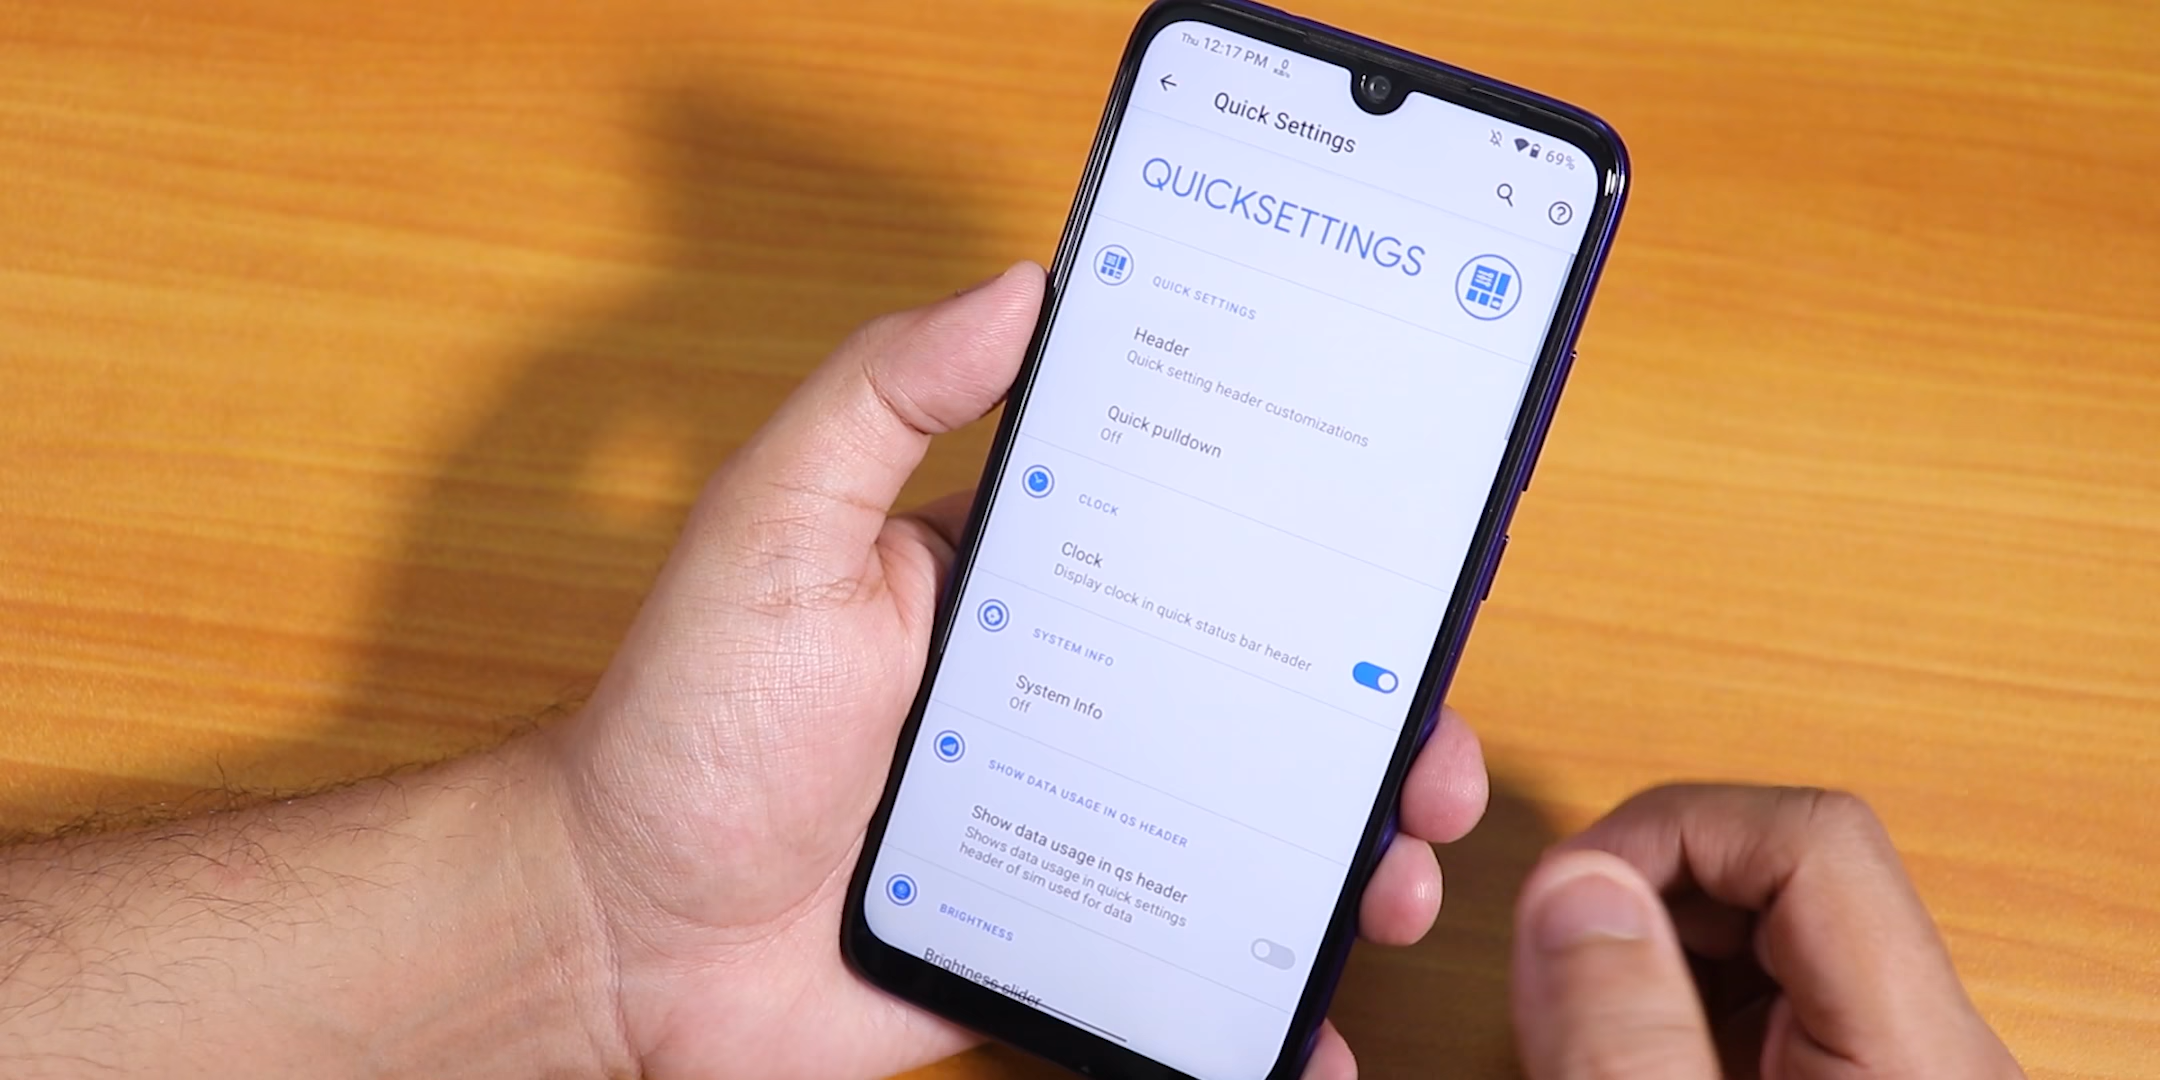 Thu 12:17 PM 0 KB/s
69%
Quick Settings
QUICKSETTINGS
QUICK SETTINGS
Header
Quick setting header customizations
Quick pulldown
Off
CLOCK
Clock
Display clock in quick status bar header
SYSTEM INFO
System Info
Off
SHOW DATA USAGE IN QS HEADER
Show data usage in qs header
Shows data usage in quick settings
header of sim used for data
BRIGHTNESS
Brightness slider